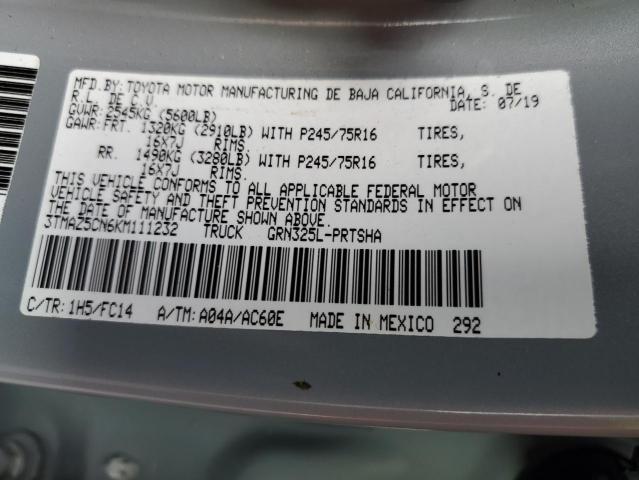 MFD.BY: TOYOTA MOTOR MANUFACTURING DE BAJA CALIFORNIA, S. DE
R.L. DE C.V. DATE: 07/19
GVWR: 2545KG (5600LB)
GAWR: FRT. 1320KG (2910LB) WITH P245/75R16 TIRES,
16X7J RIMS
RR. 1490KG (3280LB) WITH P245/75R16 TIRES,
16X7J RIMS.
THIS VEHICLE CONFORMS TO ALL APPLICABLE FEDERAL MOTOR
VEHICLE SAFETY AND THEFT PREVENTION STANDARDS IN EFFECT ON
THE DATE OF MANUFACTURE SHOWN ABOVE.
3TMAZ5CN6KM111232 TRUCK GRN325L-PRTSHA
C/TR: 1H5/FC14 A/TM: A04A/AC60E MADE IN MEXICO 292